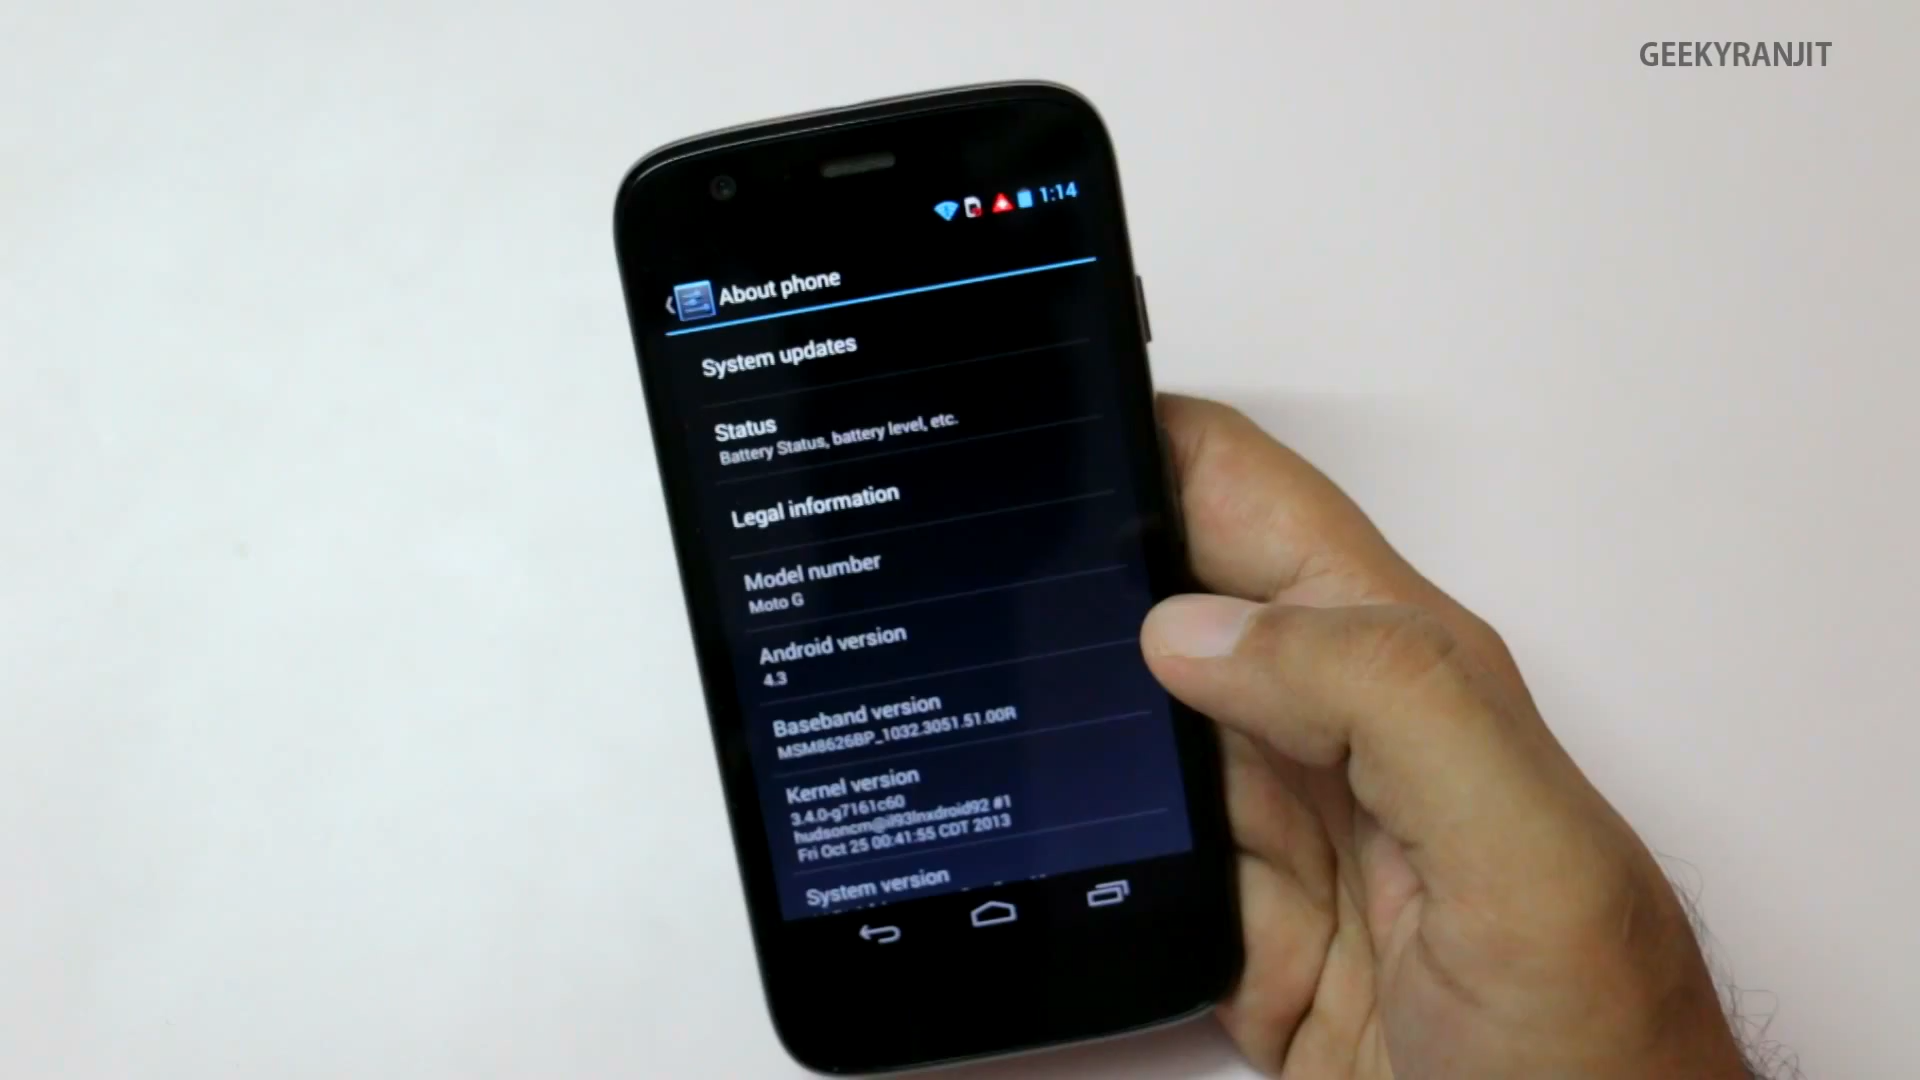 GEEKYRANJIT
1:14
About phone
System updates
Status
Battery Status, battery level, etc.
Legal information
Model number
Moto G
Android version
4.3
Baseband version
MSM8626BP_1032.3051.51.00R
Kernel version
3.4.0-g7161c60
hudsoncm@il93lnxdroid92 #1
Fri Oct 25 00:41:55 CDT 2013
System version